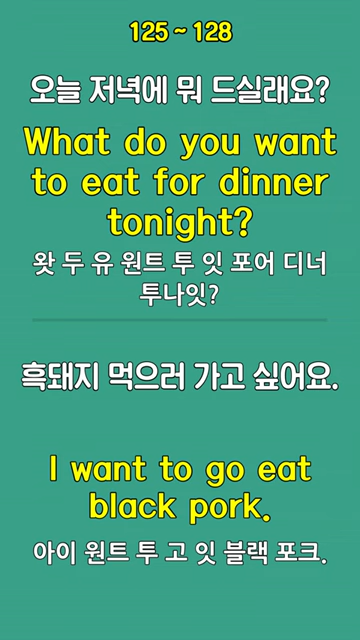 125 ~ 128
오늘 저녁에 뭐 드실래요?
What do you want
to eat for dinner
tonight?
왓 두 유 원트 투 잇 포어 디너
투나잇?
흑돼지 먹으러 가고 싶어요.
I want to go eat
black pork.
아이 원트 투 고 잇 블랙 포크.